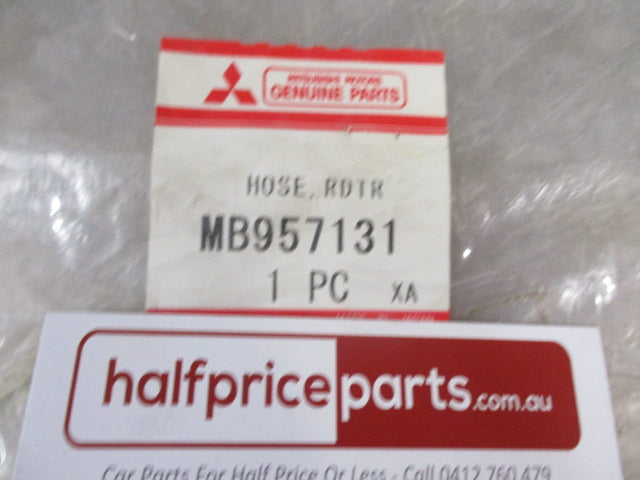 MITSUBISHI MOTORS
GENUINE PARTS
HOSE, RDTR
MB957131
1 PC XA
halfpriceparts.com.au
Car Parts For Half Price Or Less - Call 0412 760 479